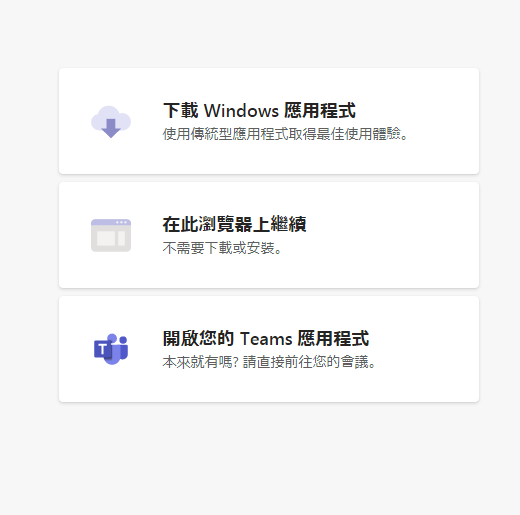 下載 Windows 應用程式
使用傳統型應用程式取得最佳使用體驗。
在此瀏覽器上繼續
不需要下載或安裝。
T
開啟您的 Teams 應用程式
本來就有嗎? 請直接前往您的會議。